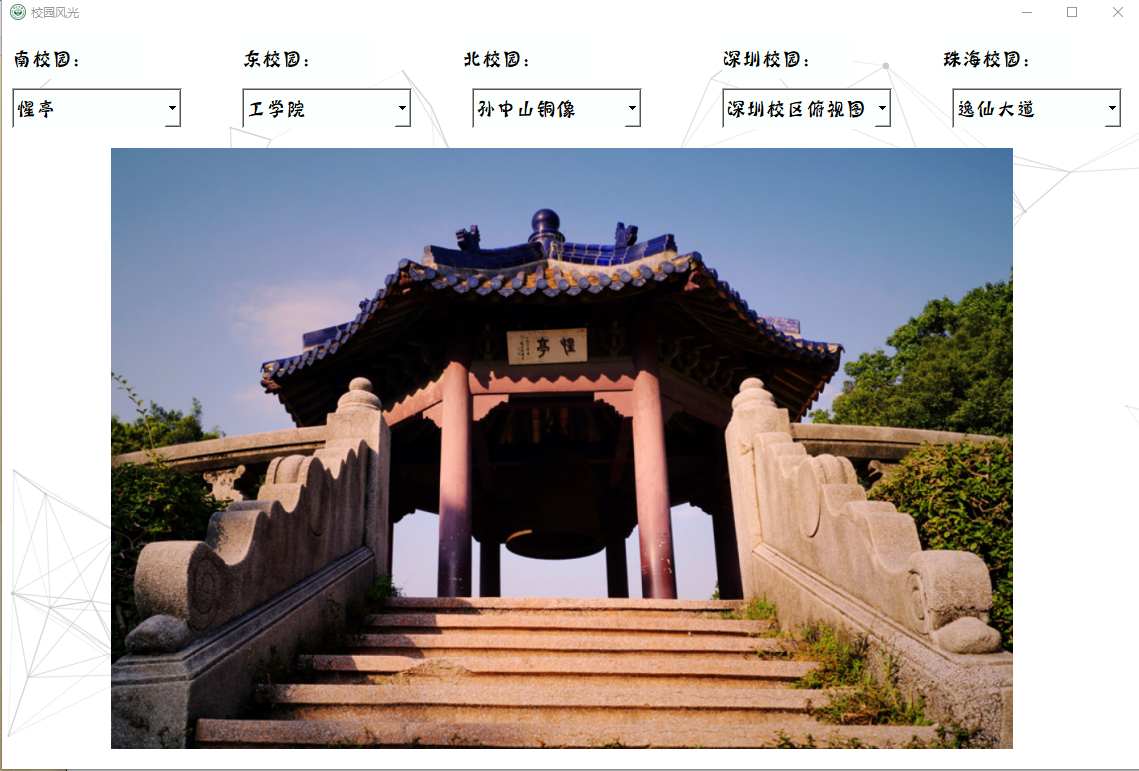 校园风光
南校园：
东校园：
北校园：
深圳校园：
珠海校园：
惺亭
工学院
孙中山铜像
深圳校区俯视图
逸仙大道
惺亭